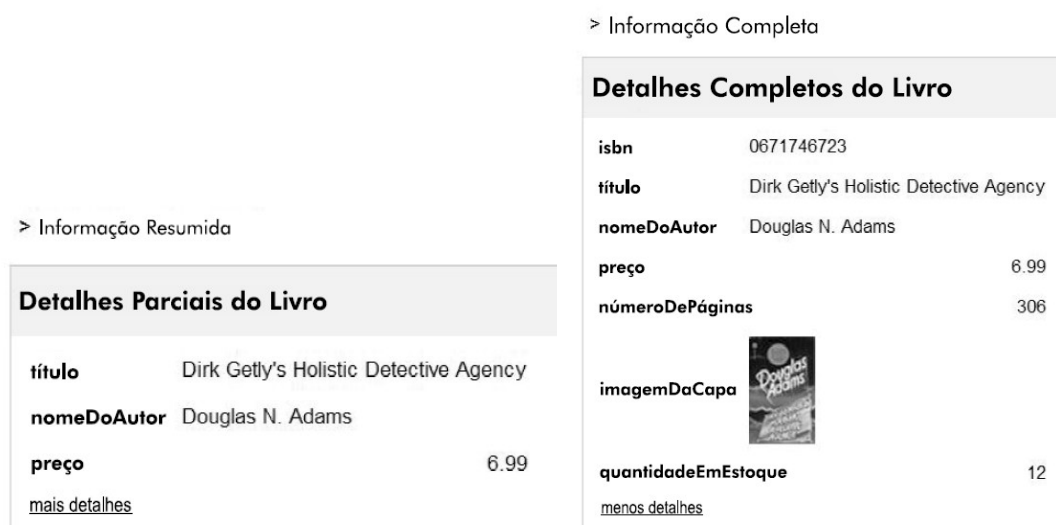 > Informação Resumida
Detalhes Parciais do Livro
título Dirk Getly's Holistic Detective Agency
nomeDoAutor Douglas N. Adams
preço 6.99
mais detalhes
> Informação Completa
Detalhes Completos do Livro
isbn 0671746723
título Dirk Getly's Holistic Detective Agency
nomeDoAutor Douglas N. Adams
preço 6.99
númeroDePáginas 306
imagemDaCapa
Douglas
Adams
quantidadeEmEstoque 12
menos detalhes